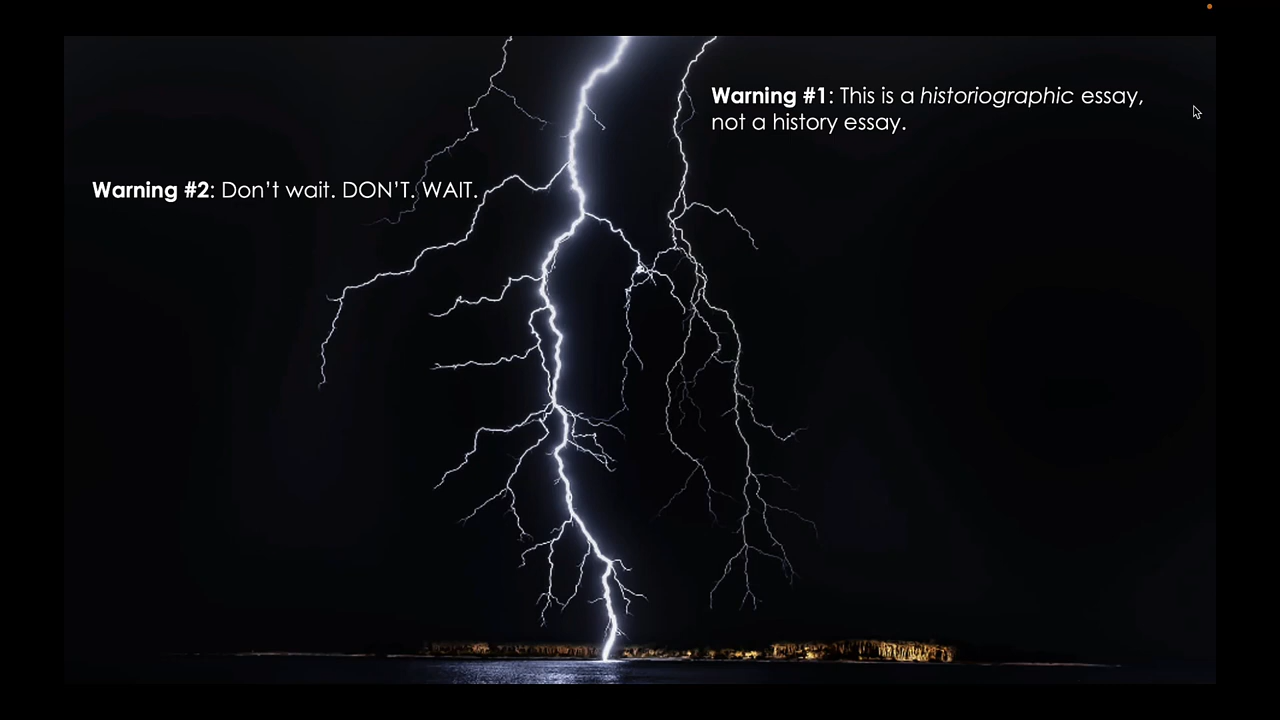 Warning #1: This is a historiographic essay,
not a history essay.
Warning #2: Don’t wait. DON’T. WAIT.